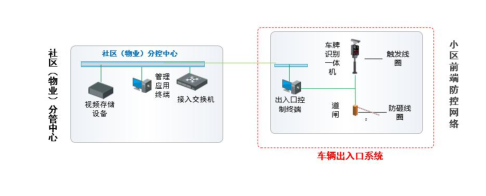 社区（物业）分管中心
社区（物业）分控中心
视频存储
设备
管理
应用
终端
接入交换机
出入口控
制终端
车牌
识别
一体
机
触发线
圈
道
闸
防砸线
圈
车辆出入口系统
小区前端防控网络